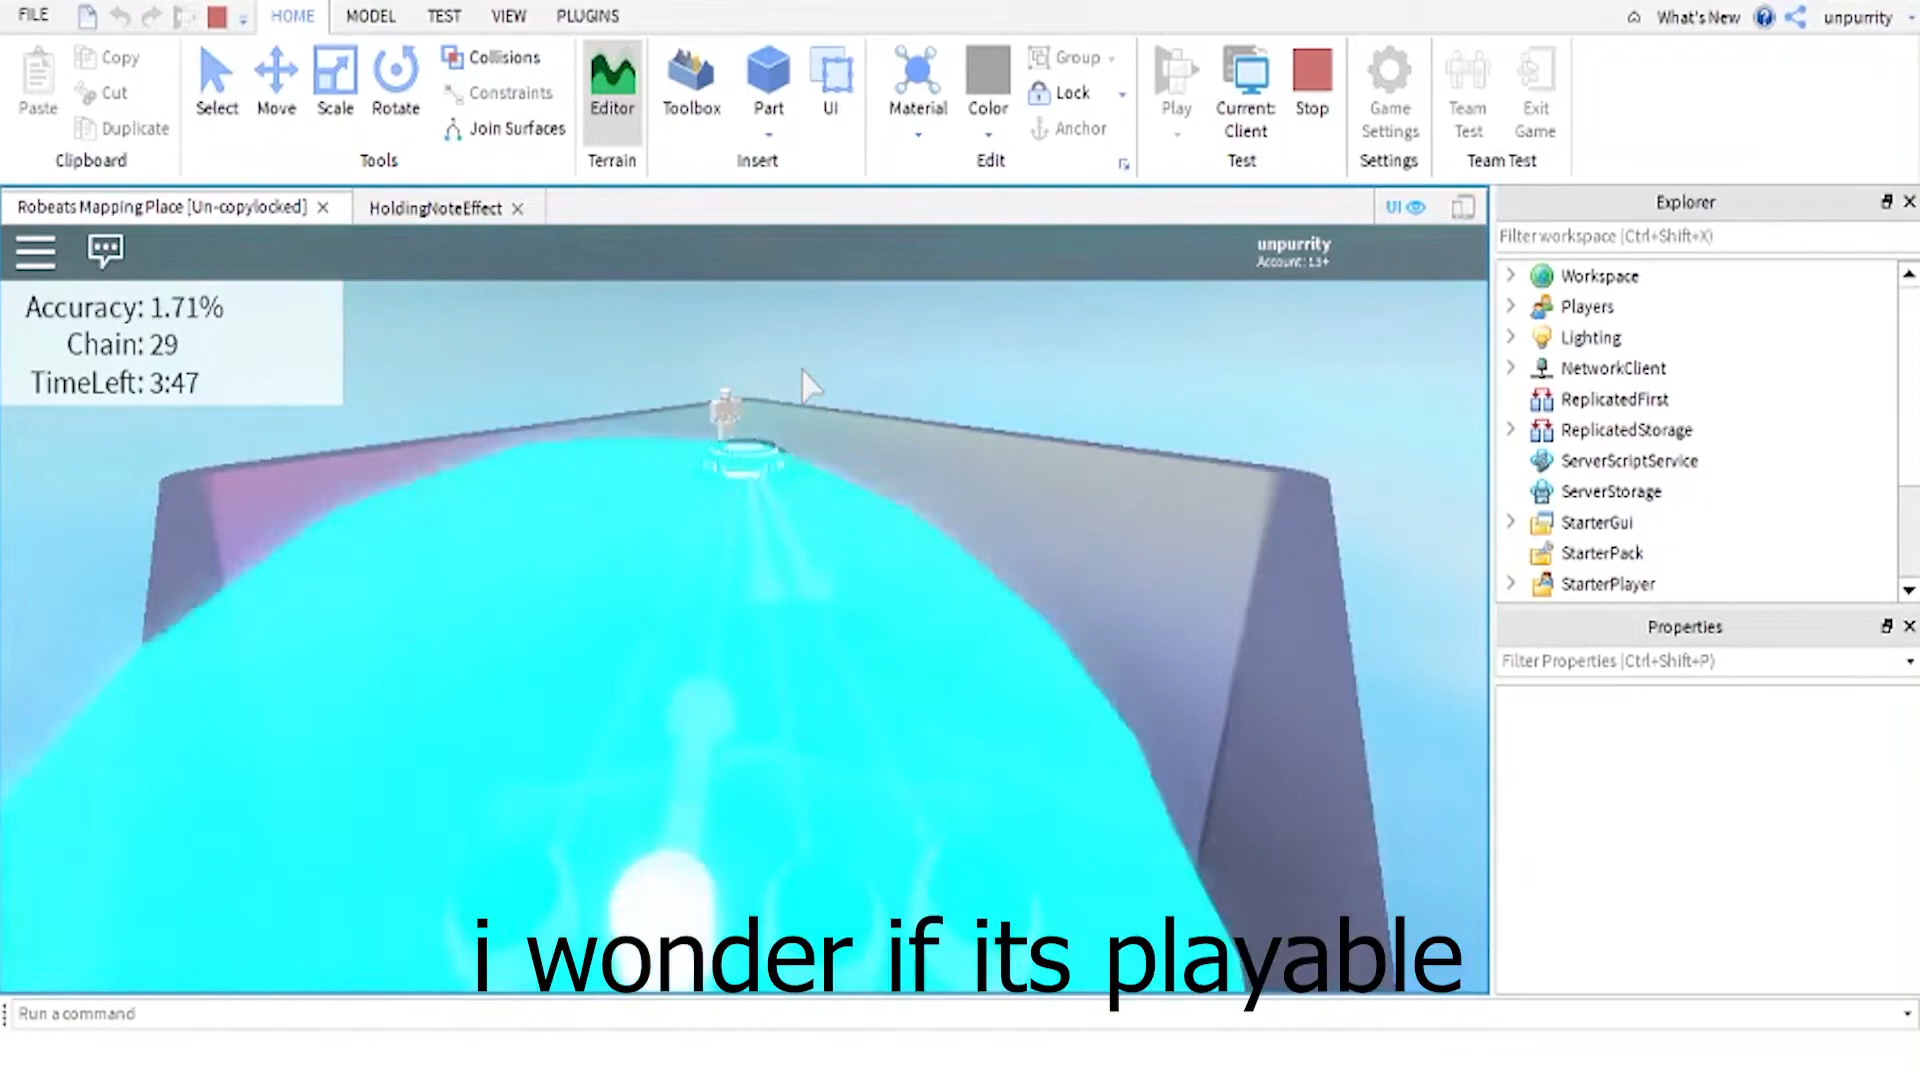 FILE HOME MODEL TEST VIEW PLUGINS What's New unpurrity
Paste Copy Cut Duplicate Clipboard
Select Move Scale Rotate Collisions Constraints Join Surfaces Tools
Editor Terrain
Toolbox Part UI Insert
Material Color Group Lock Anchor Edit
Play Current: Client Stop Test
Game Settings Settings
Team Test Exit Game Team Test
Robeats Mapping Place [Un-copylocked] HoldingNoteEffect UI
unpurrity
Account: 13+
Accuracy: 1.71%
Chain: 29
TimeLeft: 3:47
i wonder if its playable
Explorer
Filter workspace (Ctrl+Shift+X)
Workspace
Players
Lighting
NetworkClient
ReplicatedFirst
ReplicatedStorage
ServerScriptService
ServerStorage
StarterGui
StarterPack
StarterPlayer
Properties
Filter Properties (Ctrl+Shift+P)
Run a command